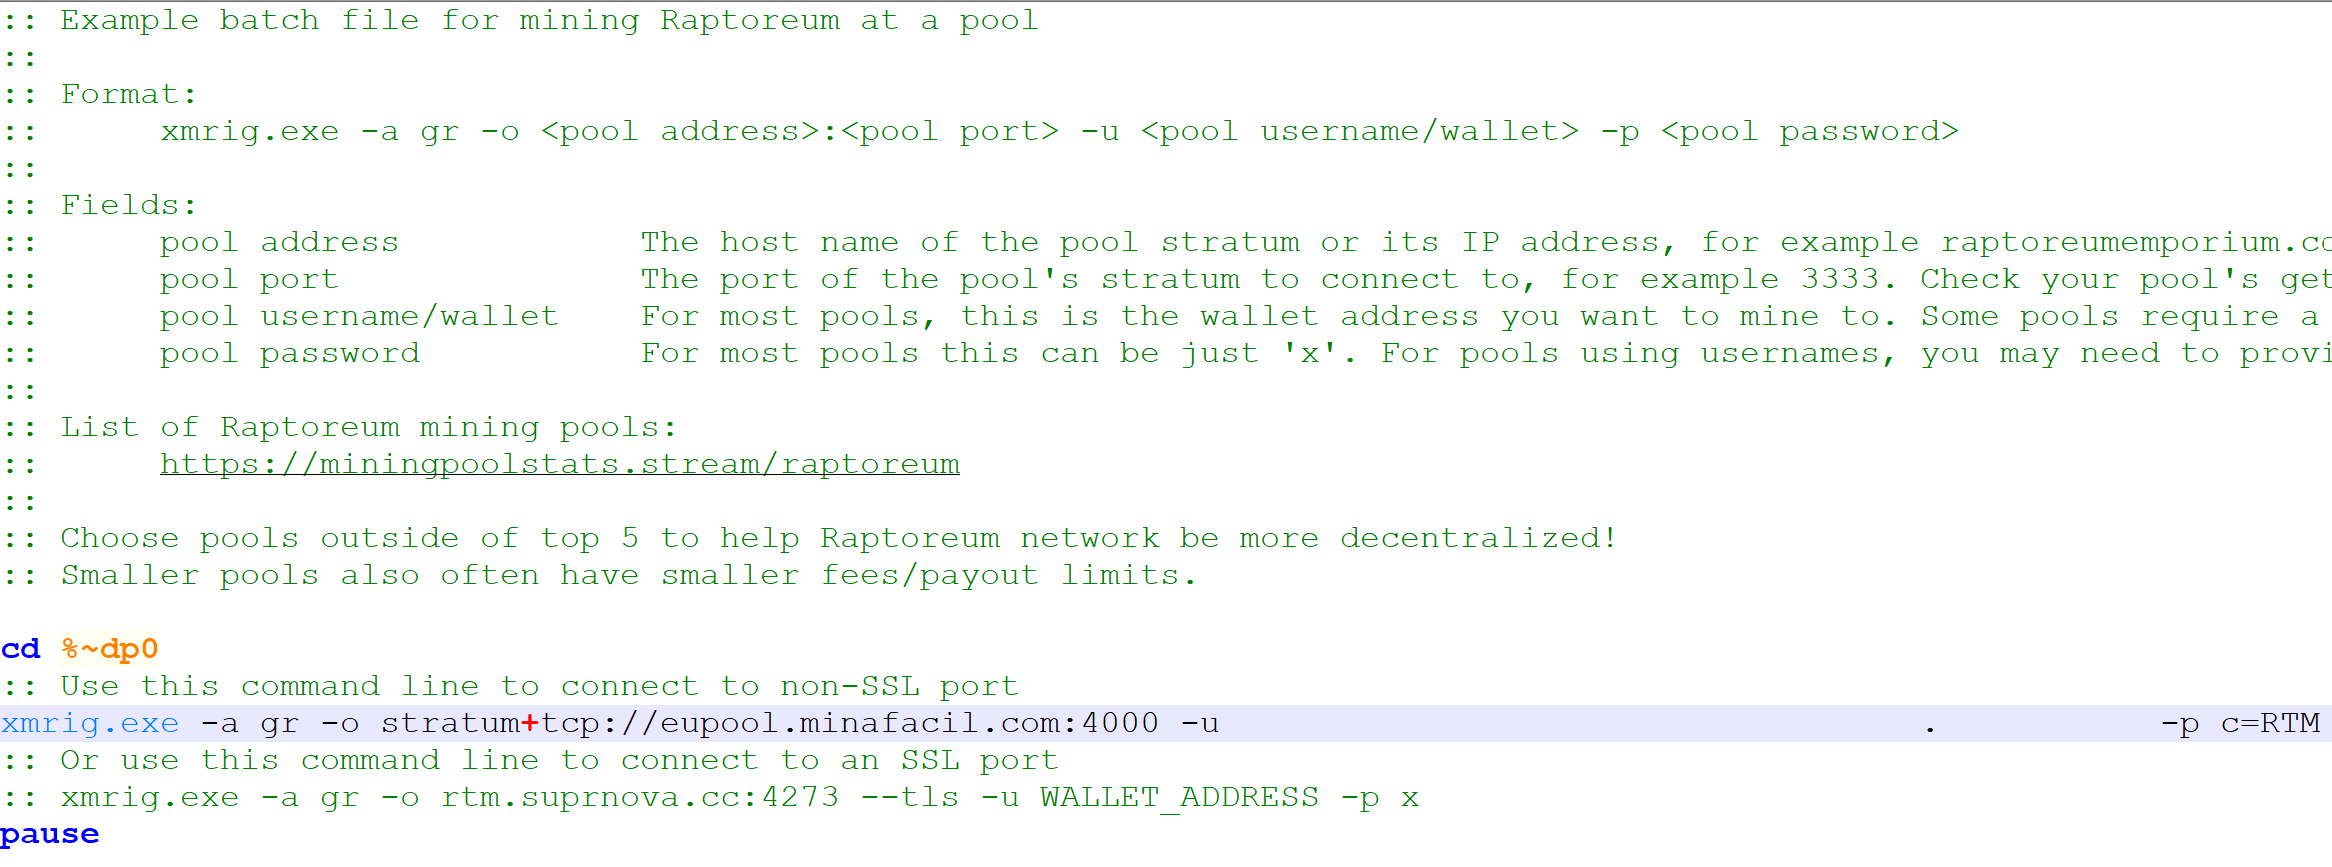 :: Example batch file for mining Raptoreum at a pool
::
:: Format:
::      xmrig.exe -a gr -o <pool address>:<pool port> -u <pool username/wallet> -p <pool password>
::
:: Fields:
::      pool address            The host name of the pool stratum or its IP address, for example raptoreumemporium.co
::      pool port               The port of the pool's stratum to connect to, for example 3333. Check your pool's get
::      pool username/wallet    For most pools, this is the wallet address you want to mine to. Some pools require a
::      pool password           For most pools this can be just 'x'. For pools using usernames, you may need to provi
::
:: List of Raptoreum mining pools:
::      https://miningpoolstats.stream/raptoreum
::
:: Choose pools outside of top 5 to help Raptoreum network be more decentralized!
:: Smaller pools also often have smaller fees/payout limits.
cd %~dp0
:: Use this command line to connect to non-SSL port
xmrig.exe -a gr -o stratum+tcp://eupool.minafacil.com:4000 -u . -p c=RTM
:: Or use this command line to connect to an SSL port
:: xmrig.exe -a gr -o rtm.suprnova.cc:4273 --tls -u WALLET_ADDRESS -p x
pause